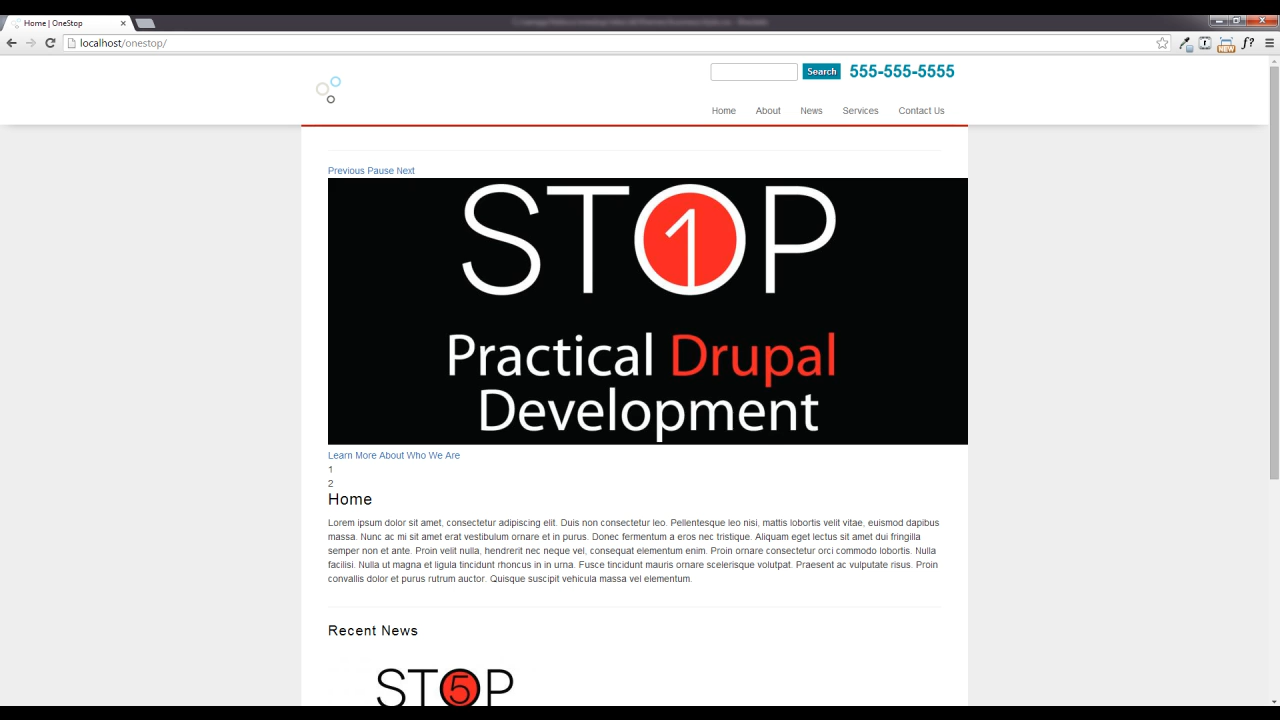 Home | OneStop
localhost/onestop/
NEW
f?
Search
555-555-5555
Home About News Services Contact Us
Previous Pause Next
ST1P
Practical Drupal
Development
Learn More About Who We Are
1
2
Home
Lorem ipsum dolor sit amet, consectetur adipiscing elit. Duis non consectetur leo. Pellentesque leo nisi, mattis lobortis velit vitae, euismod dapibus
massa. Nunc ac mi sit amet erat vestibulum ornare et in purus. Donec fermentum a eros nec tristique. Aliquam eget lectus sit amet dui fringilla
semper non et ante. Proin velit nulla, hendrerit nec neque vel, consequat elementum enim. Proin ornare consectetur orci commodo lobortis. Nulla
facilisi. Nulla ut magna et ligula tincidunt rhoncus in in urna. Fusce tincidunt mauris ornare scelerisque volutpat. Praesent ac vulputate risus. Proin
convallis dolor et purus rutrum auctor. Quisque suscipit vehicula massa vel elementum.
Recent News
ST5P